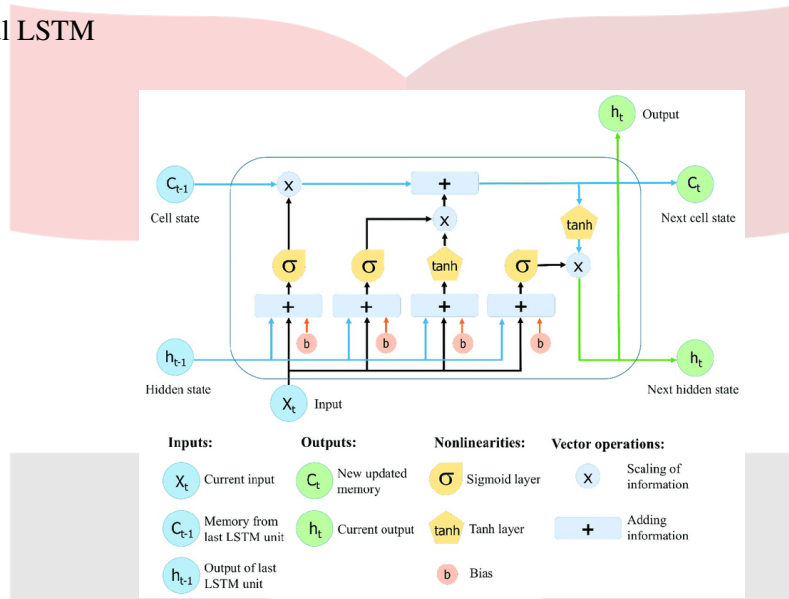 l LSTM
hₜ Output
Cₜ₋₁ x + Cₜ
Cell state Next cell state
x tanh
σ σ tanh σ x
+ + + +
b b b b
hₜ₋₁ hₜ
Hidden state Next hidden state
Xₜ Input
Inputs: Outputs: Nonlinearities: Vector operations:
Xₜ Current input
Cₜ₋₁ Memory from
last LSTM unit
hₜ₋₁ Output of last
LSTM unit
Cₜ New updated
memory
hₜ Current output
σ Sigmoid layer
tanh Tanh layer
b Bias
x Scaling of
information
+ Adding
information